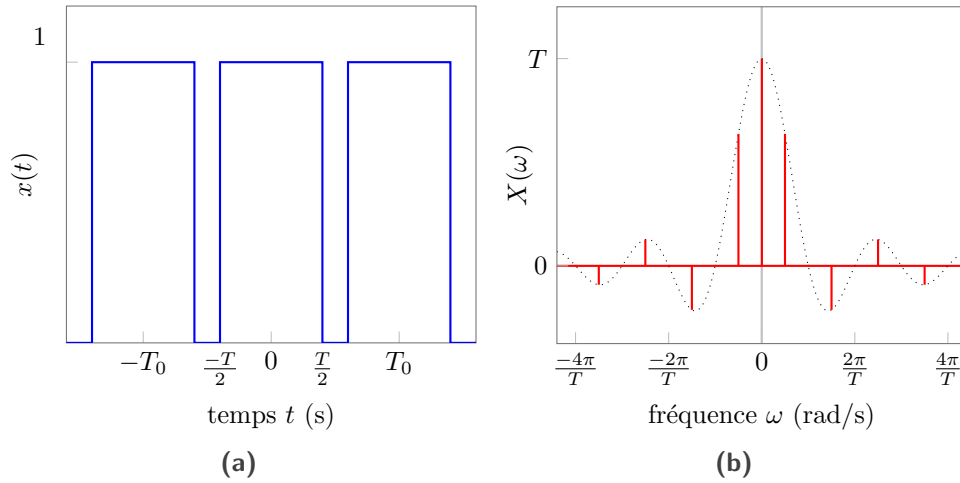 1
x(t)
−T₀ −T/2 0 T/2 T₀
temps t (s)
(a)
T
X(ω)
0
−4π/T −2π/T 0 2π/T 4π/T
fréquence ω (rad/s)
(b)